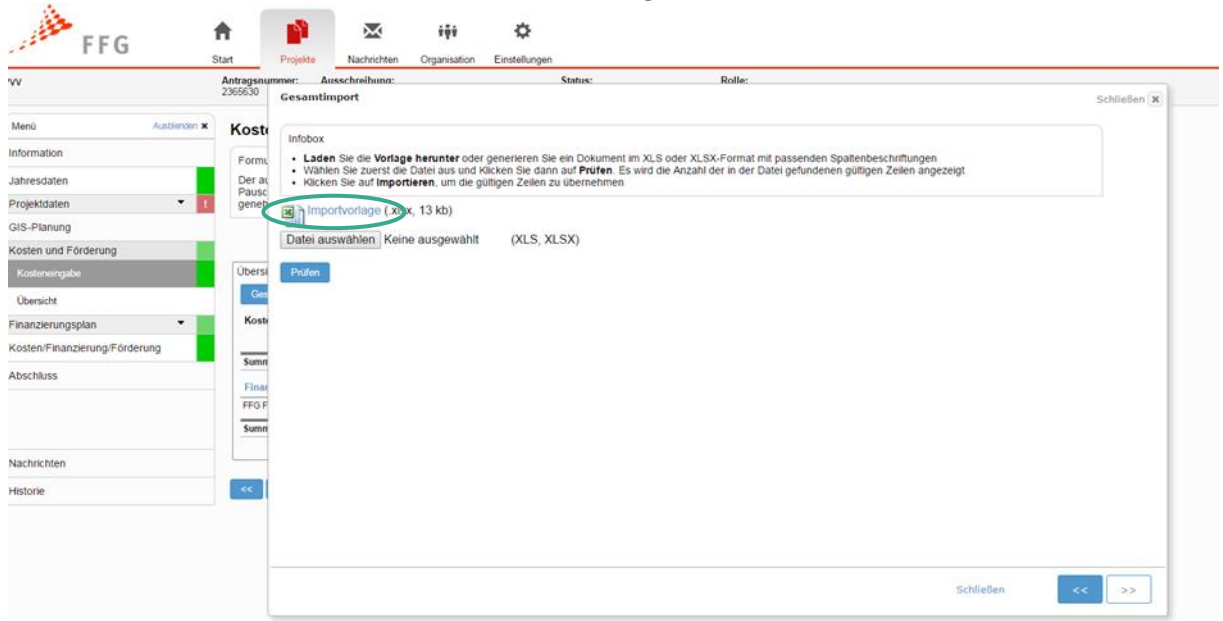 FFG
Start
Projekte
Nachrichten
Organisation
Einstellungen
Antragsnummer: Ausschreibung: Status: Rolle:
2365630
Gesamtimport
Schließen
Menü Ausblenden
Information
Jahresdaten
Projektdaten !
GIS-Planung
Kosten und Förderung
Kosteneingabe
Übersicht
Finanzierungsplan
Kosten/Finanzierung/Förderung
Abschluss
Nachrichten
Historie
Infobox
• Laden Sie die Vorlage herunter oder generieren Sie ein Dokument im XLS oder XLSX-Format mit passenden Spaltenbeschriftungen
• Wählen Sie zuerst die Datei aus und Klicken Sie dann auf Prüfen. Es wird die Anzahl der in der Datei gefundenen gültigen Zeilen angezeigt
• Klicken Sie auf Importieren, um die gültigen Zeilen zu übernehmen
Importvorlage (.xlsx, 13 kb)
Datei auswählen Keine ausgewählt (XLS, XLSX)
Prüfen
<<
Schließen << >>